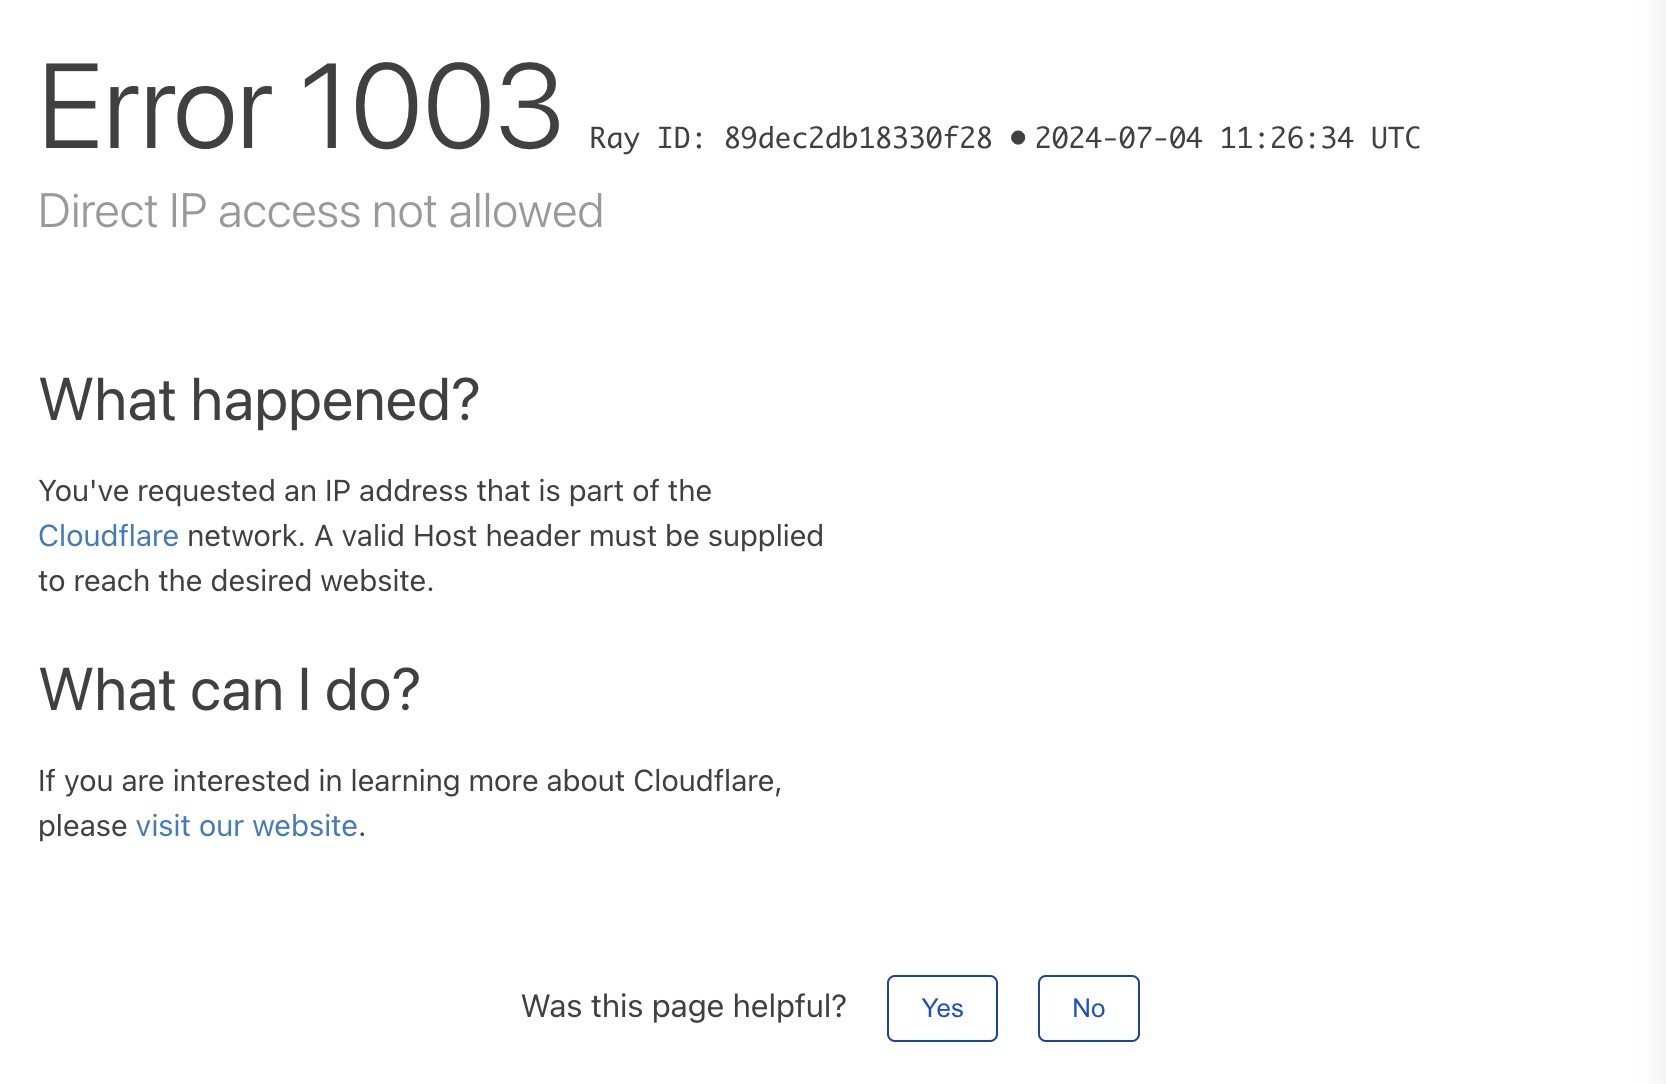 Error 1003 Ray ID: 89dec2db18330f28 • 2024-07-04 11:26:34 UTC
Direct IP access not allowed
What happened?
You've requested an IP address that is part of the
Cloudflare network. A valid Host header must be supplied
to reach the desired website.
What can I do?
If you are interested in learning more about Cloudflare,
please visit our website.
Was this page helpful? Yes No